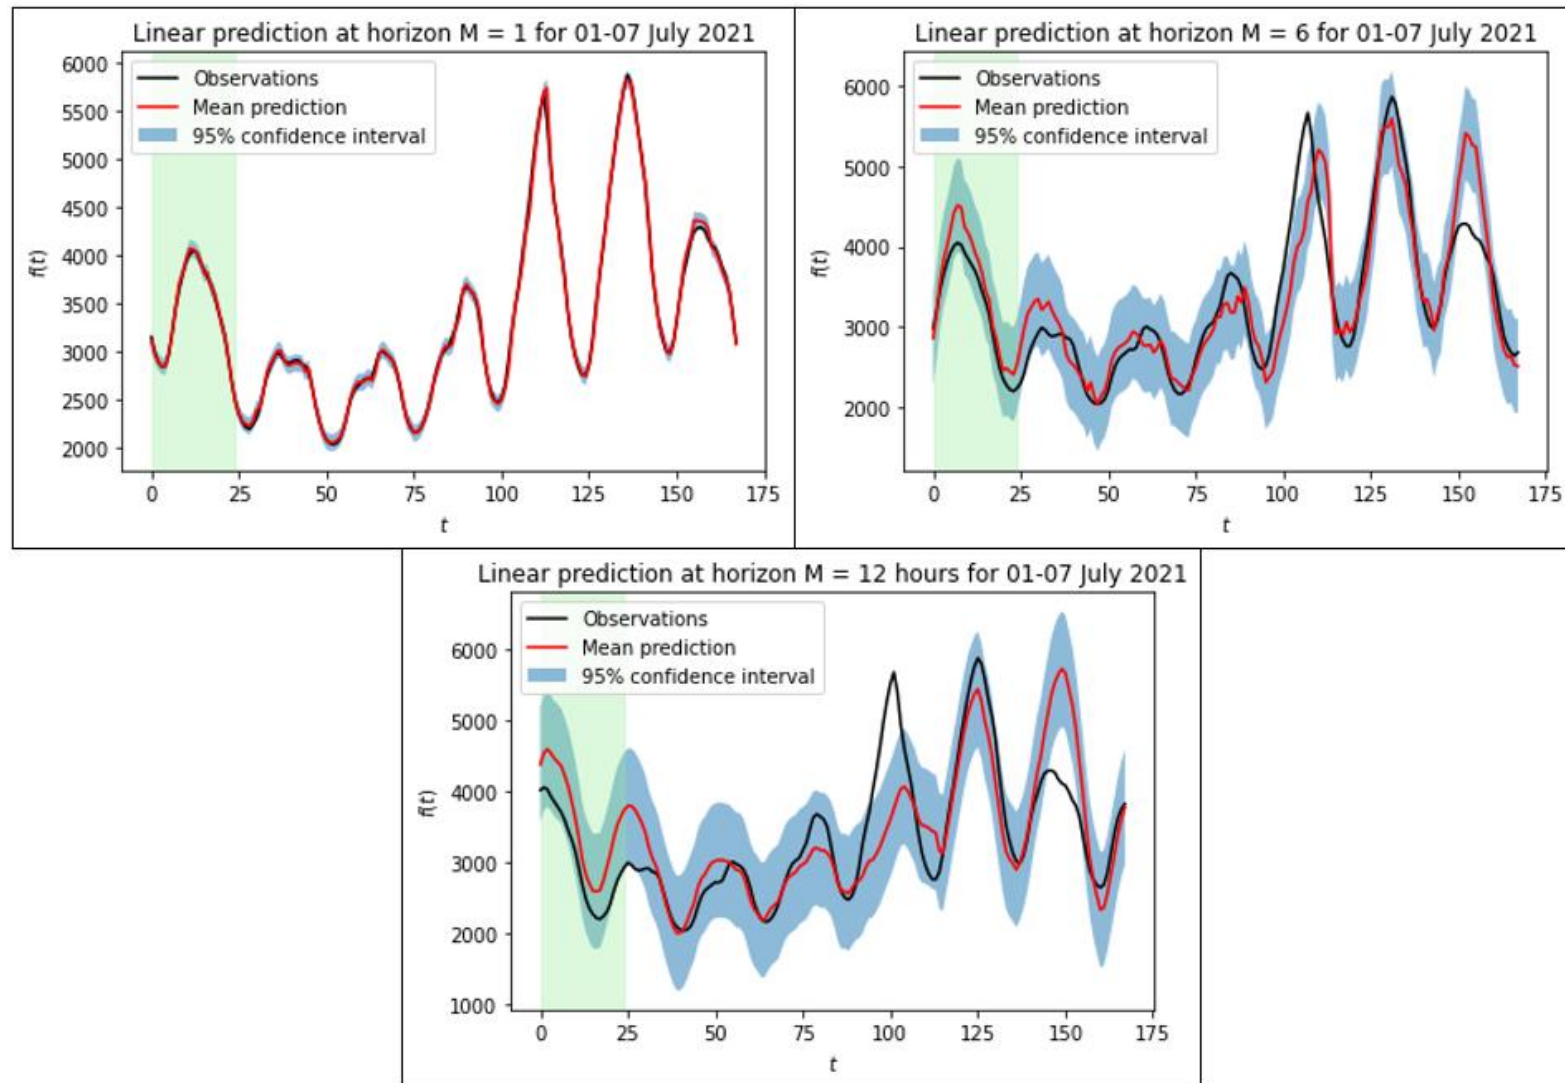 Linear prediction at horizon M = 1 for 01-07 July 2021
Observations
Mean prediction
95% confidence interval
6000
5500
5000
4500
4000
3500
3000
2500
2000
f(t)
0 25 50 75 100 125 150 175
t
Linear prediction at horizon M = 6 for 01-07 July 2021
Observations
Mean prediction
95% confidence interval
6000
5000
4000
3000
2000
f(t)
0 25 50 75 100 125 150 175
t
Linear prediction at horizon M = 12 hours for 01-07 July 2021
Observations
Mean prediction
95% confidence interval
6000
5000
4000
3000
2000
1000
f(t)
0 25 50 75 100 125 150 175
t